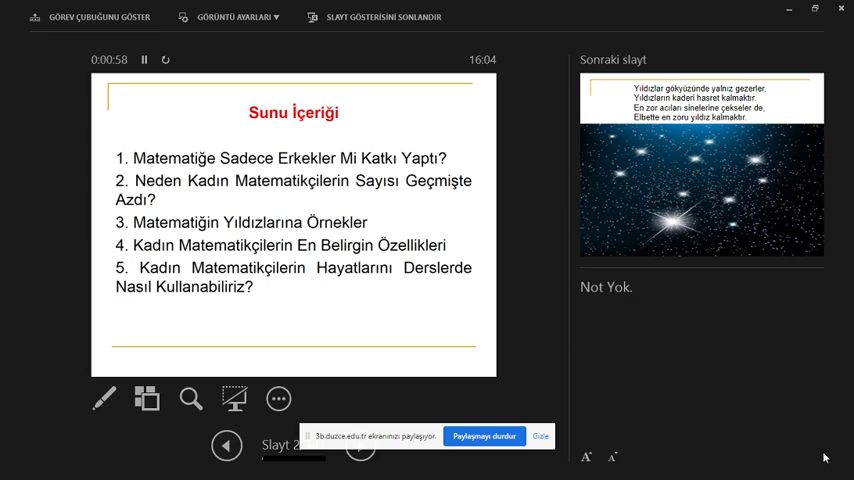 GÖREV ÇUBUĞUNU GÖSTER
GÖRÜNTÜ AYARLARI ▼
SLAYT GÖSTERİSİNİ SONLANDIR
0:00:58
16:04
Sunu İçeriği
1. Matematiğe Sadece Erkekler Mi Katkı Yaptı?
2. Neden Kadın Matematikçilerin Sayısı Geçmişte
Azdı?
3. Matematiğin Yıldızlarına Örnekler
4. Kadın Matematikçilerin En Belirgin Özellikleri
5. Kadın Matematikçilerin Hayatlarını Derslerde
Nasıl Kullanabiliriz?
Sonraki slayt
Yıldızlar gökyüzünde yalnız gezerler,
Yıldızların kaderi hasret kalmaktır.
En zor acıları sinelerine çekseler de,
Elbette en zoru yıldız kalmaktır.
Not Yok.
3b.duzce.edu.tr ekranınızı paylaşıyor.
Paylaşmayı durdur
Gizle
Slayt 2
A A